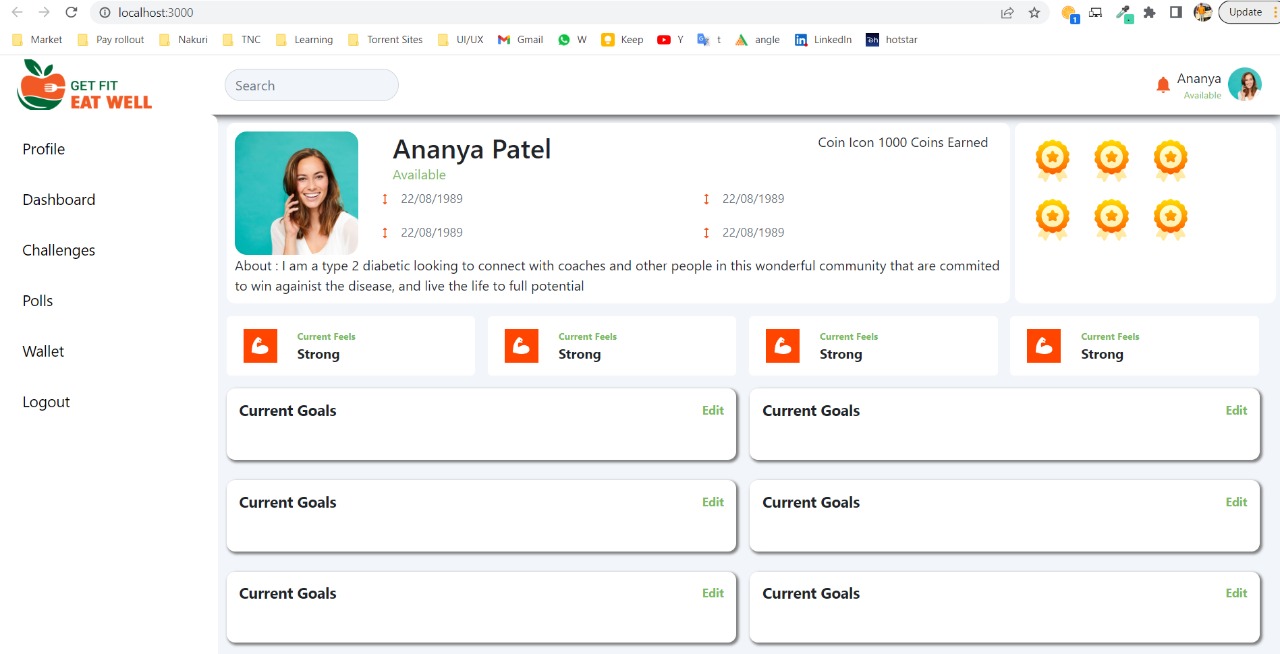 localhost:3000
Update
Market
Pay rollout
Nakuri
TNC
Learning
Torrent Sites
UI/UX
Gmail
W
Keep
Y
t
angle
LinkedIn
hotstar
GET FIT
EAT WELL
Search
Ananya
Available
Profile
Dashboard
Challenges
Polls
Wallet
Logout
Ananya Patel
Available
Coin Icon 1000 Coins Earned
22/08/1989
22/08/1989
22/08/1989
22/08/1989
About : I am a type 2 diabetic looking to connect with coaches and other people in this wonderful community that are commited
to win againist the disease, and live the life to full potential
Current Feels
Strong
Current Feels
Strong
Current Feels
Strong
Current Feels
Strong
Current Goals
Edit
Current Goals
Edit
Current Goals
Edit
Current Goals
Edit
Current Goals
Edit
Current Goals
Edit